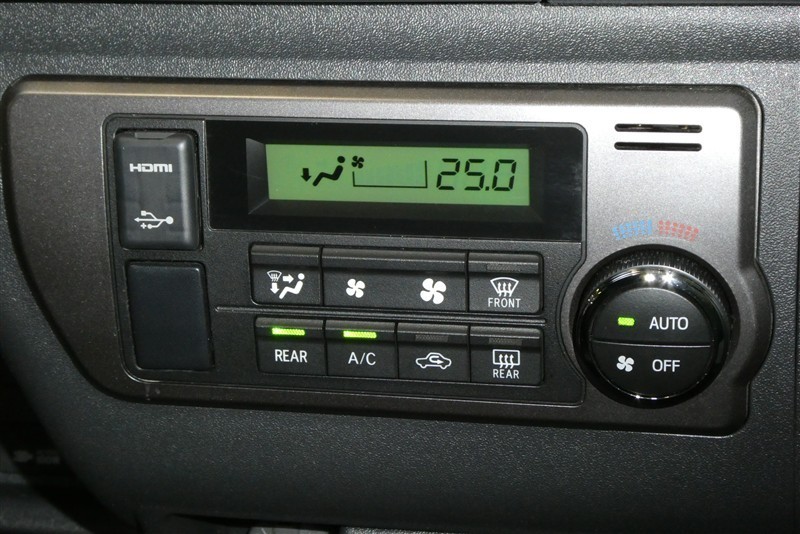 HDMI
25.0
FRONT
AUTO
REAR
A/C
REAR
OFF